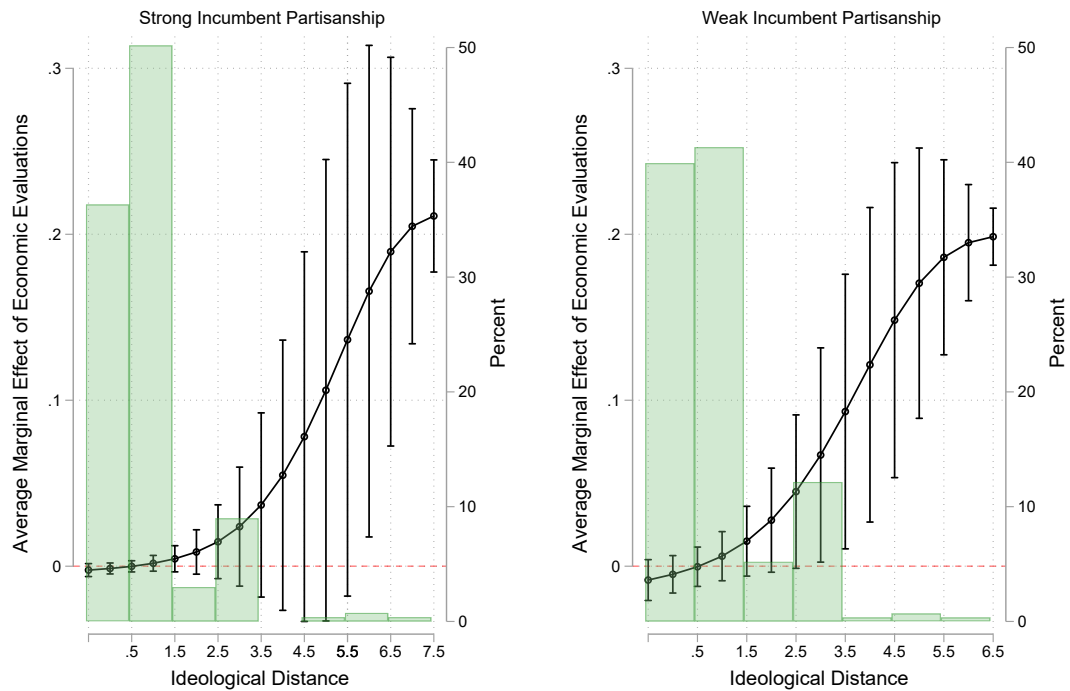 Strong Incumbent Partisanship
Average Marginal Effect of Economic Evaluations
.3
.2
.1
0
50
40
30
20
10
0
Percent
.5 1.5 2.5 3.5 4.5 5.5 6.5 7.5
Ideological Distance
Weak Incumbent Partisanship
Average Marginal Effect of Economic Evaluations
.3
.2
.1
0
50
40
30
20
10
0
Percent
.5 1.5 2.5 3.5 4.5 5.5 6.5
Ideological Distance